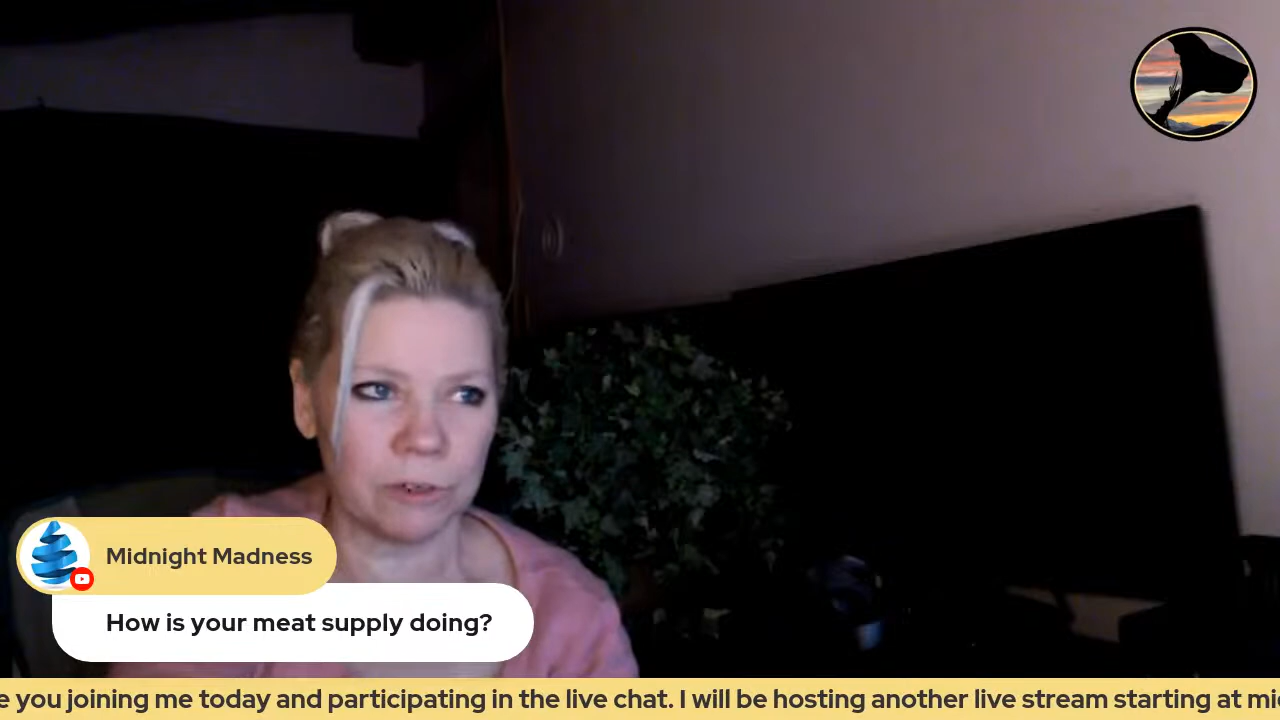 Midnight Madness
How is your meat supply doing?
e you joining me today and participating in the live chat. I will be hosting another live stream starting at mi